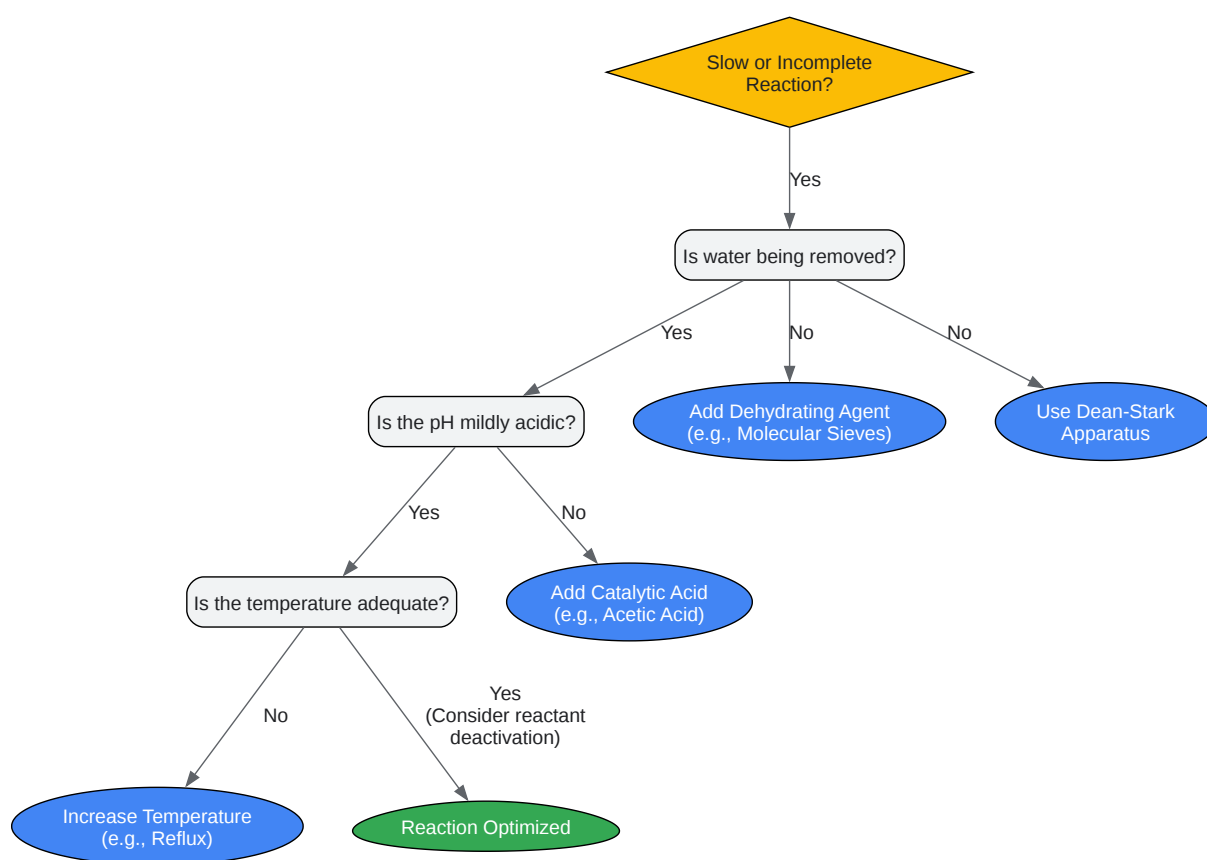 Slow or Incomplete
Reaction?
Yes
Is water being removed?
Yes
No
No
Is the pH mildly acidic?
Add Dehydrating Agent
(e.g., Molecular Sieves)
Use Dean-Stark
Apparatus
Yes
No
Is the temperature adequate?
Add Catalytic Acid
(e.g., Acetic Acid)
No
Yes
(Consider reactant
deactivation)
Increase Temperature
(e.g., Reflux)
Reaction Optimized